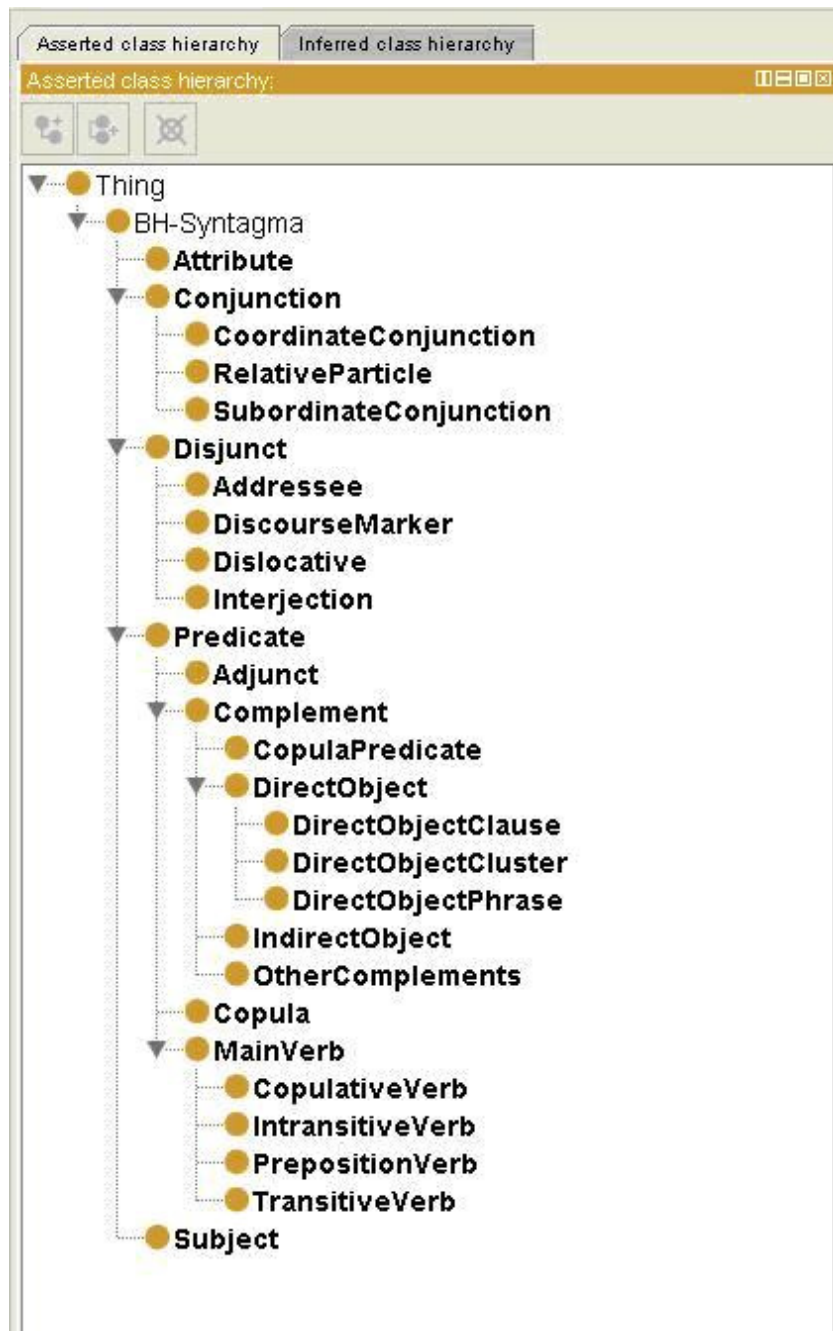 Asserted class hierarchy Inferred class hierarchy
Asserted class hierarchy:
Thing
BH-Syntagma
Attribute
Conjunction
CoordinateConjunction
RelativeParticle
SubordinateConjunction
Disjunct
Addressee
DiscourseMarker
Dislocative
Interjection
Predicate
Adjunct
Complement
CopulaPredicate
DirectObject
DirectObjectClause
DirectObjectCluster
DirectObjectPhrase
IndirectObject
OtherComplements
Copula
MainVerb
CopulativeVerb
IntransitiveVerb
PrepositionVerb
TransitiveVerb
Subject